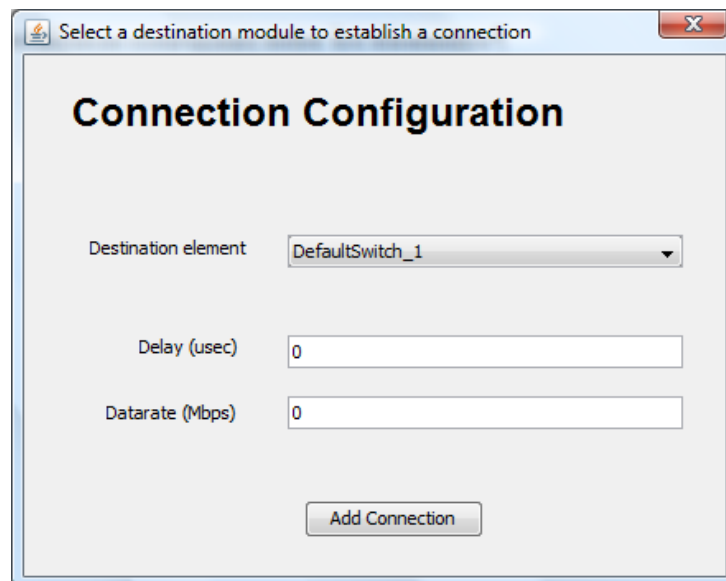 Select a destination module to establish a connection
Connection Configuration
Destination element DefaultSwitch_1
Delay (usec) 0
Datarate (Mbps) 0
Add Connection